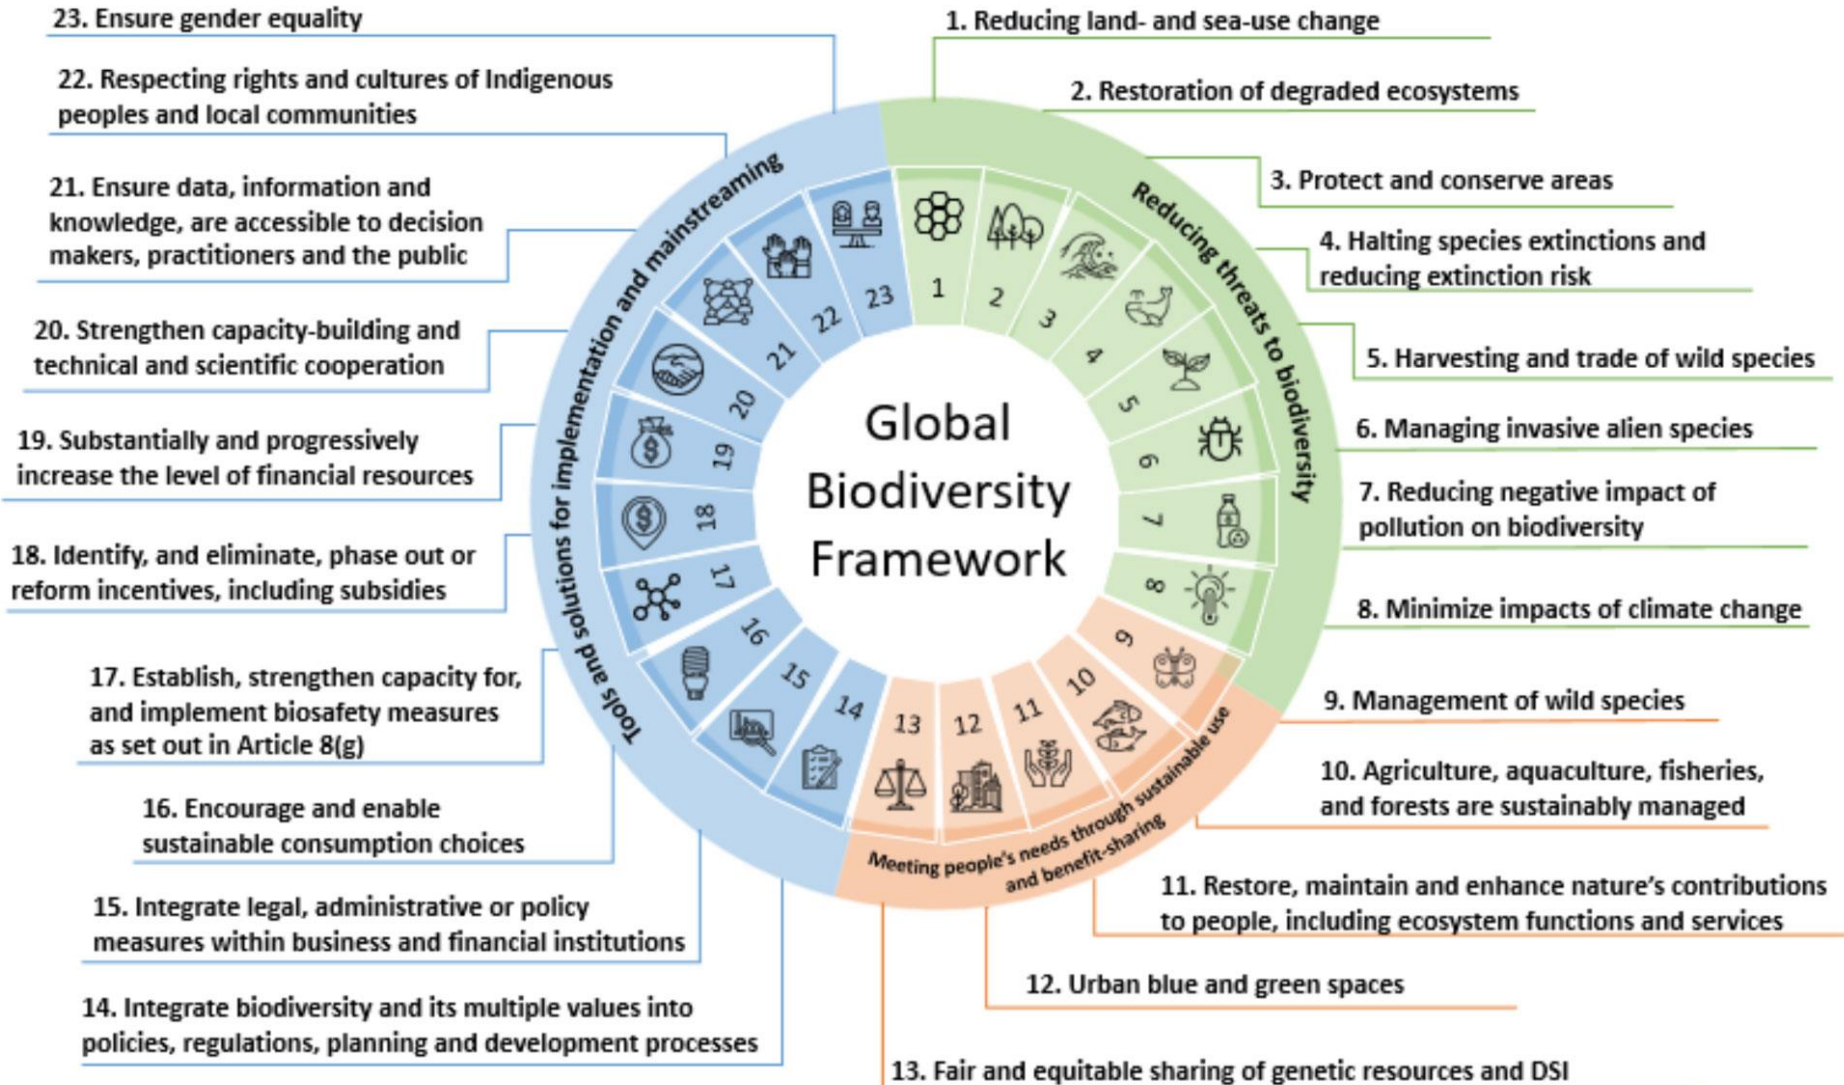 23. Ensure gender equality
22. Respecting rights and cultures of Indigenous
peoples and local communities
21. Ensure data, information and
knowledge, are accessible to decision
makers, practitioners and the public
20. Strengthen capacity-building and
technical and scientific cooperation
19. Substantially and progressively
increase the level of financial resources
18. Identify, and eliminate, phase out or
reform incentives, including subsidies
17. Establish, strengthen capacity for,
and implement biosafety measures
as set out in Article 8(g)
16. Encourage and enable
sustainable consumption choices
15. Integrate legal, administrative or policy
measures within business and financial institutions
14. Integrate biodiversity and its multiple values into
policies, regulations, planning and development processes
1. Reducing land- and sea-use change
2. Restoration of degraded ecosystems
3. Protect and conserve areas
4. Halting species extinctions and
reducing extinction risk
5. Harvesting and trade of wild species
6. Managing invasive alien species
7. Reducing negative impact of
pollution on biodiversity
8. Minimize impacts of climate change
9. Management of wild species
10. Agriculture, aquaculture, fisheries,
and forests are sustainably managed
11. Restore, maintain and enhance nature's contributions
to people, including ecosystem functions and services
12. Urban blue and green spaces
13. Fair and equitable sharing of genetic resources and DSI
Tools and solutions for implementation and mainstreaming
Reducing threats to biodiversity
Meeting people's needs through sustainable use
and benefit-sharing
1
2
3
4
5
6
7
8
9
10
11
12
13
14
15
16
17
18
19
20
21
22
23
$
$
Global
Biodiversity
Framework